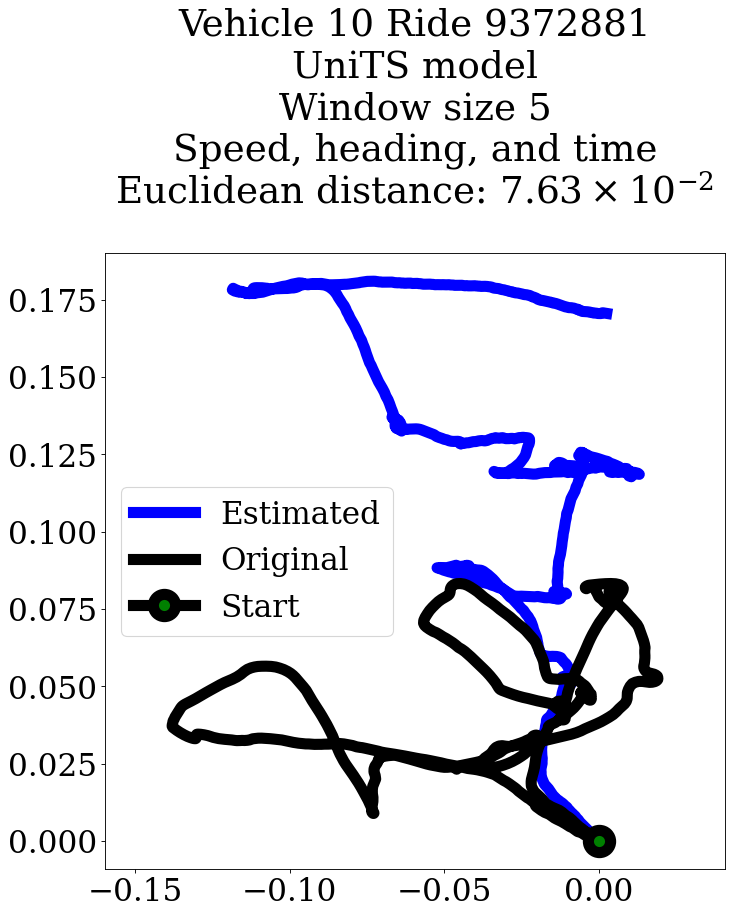 Vehicle 10 Ride 9372881
UniTS model
Window size 5
Speed, heading, and time
Euclidean distance: 7.63 × 10⁻²
0.175
0.150
0.125
0.100
0.075
0.050
0.025
0.000
Estimated
Original
Start
−0.15 −0.10 −0.05 0.00